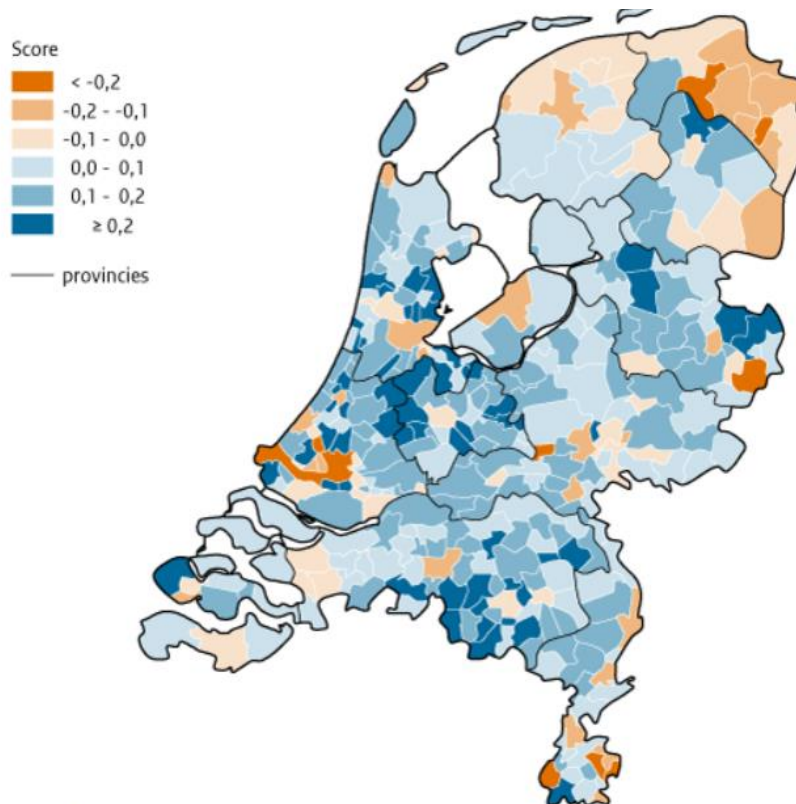 Score
< -0,2
-0,2 - -0,1
-0,1 - 0,0
0,0 - 0,1
0,1 - 0,2
≥ 0,2
provincies